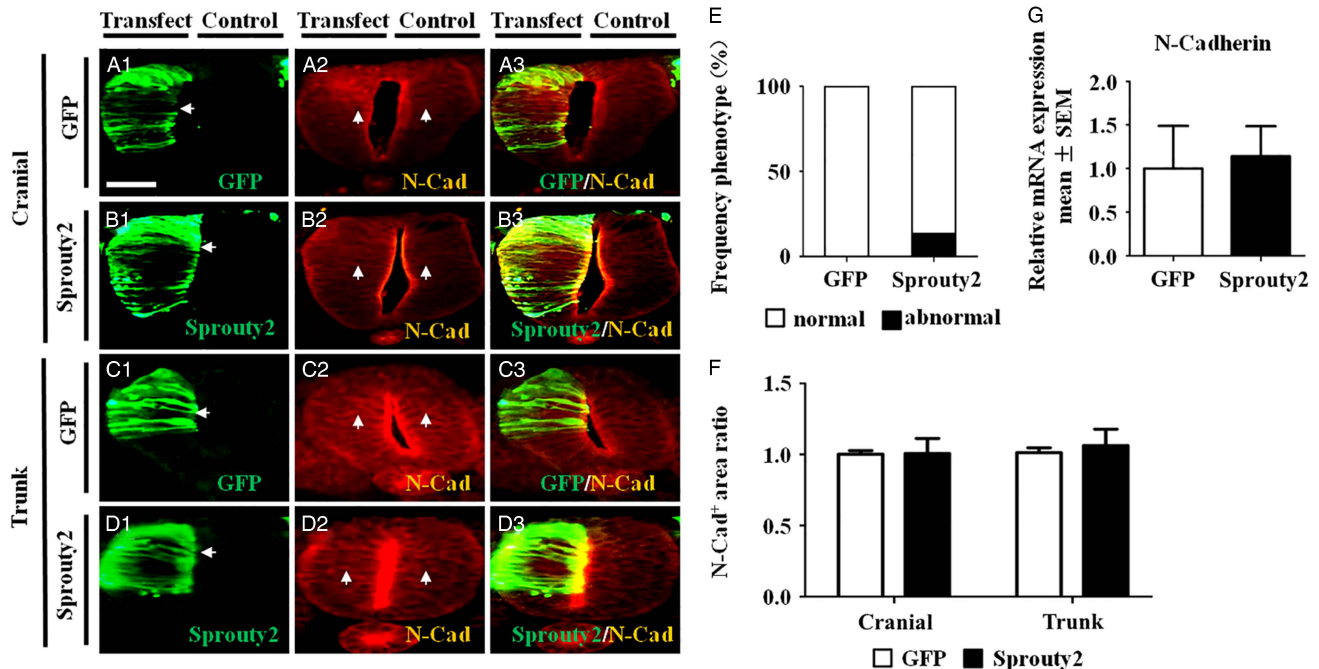 Transfect Control Transfect Control Transfect Control
Cranial
GFP
A1 A2 A3
GFP N-Cad GFP/N-Cad
Sprouty2
B1 B2 B3
Sprouty2 N-Cad Sprouty2/N-Cad
Trunk
GFP
C1 C2 C3
GFP N-Cad GFP/N-Cad
Sprouty2
D1 D2 D3
Sprouty2 N-Cad Sprouty2/N-Cad
E
Frequency phenotype (%)
100
50
0
GFP Sprouty2
normal abnormal
G
N-Cadherin
Relative mRNA expression
mean ± SEM
2.0
1.5
1.0
0.5
0.0
GFP Sprouty2
F
N-Cad+ area ratio
1.5
1.0
0.5
0.0
Cranial Trunk
GFP Sprouty2